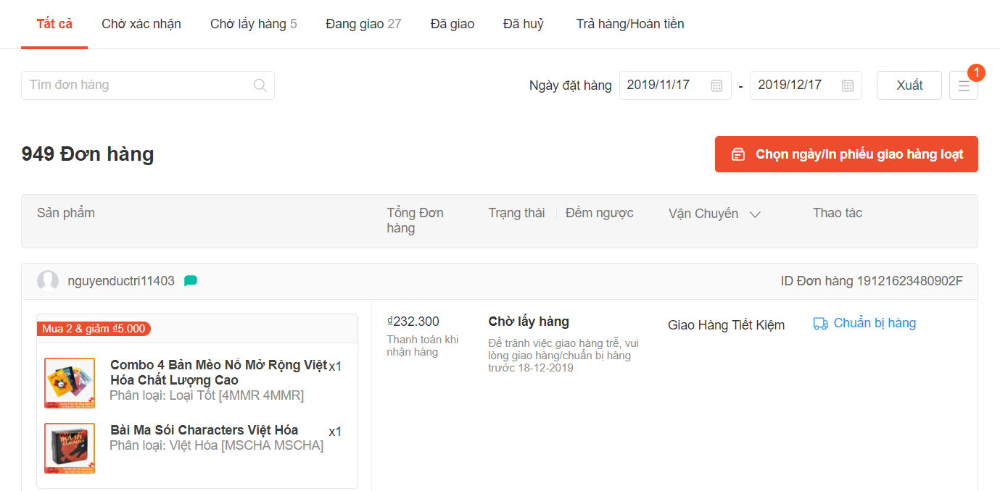 Tất cả
Chờ xác nhận
Chờ lấy hàng 5
Đang giao 27
Đã giao
Đã huỷ
Trả hàng/Hoàn tiền
Tìm đơn hàng
Ngày đặt hàng
2019/11/17
-
2019/12/17
Xuất
1
949 Đơn hàng
Chọn ngày/In phiếu giao hàng loạt
Sản phẩm
Tổng Đơn
hàng
Trạng thái
Đếm ngược
Vận Chuyển
Thao tác
nguyenductri11403
ID Đơn hàng 19121623480902F
Mua 2 & giảm ₫5.000
Combo 4 Bản Mèo Nổ Mở Rộng Việt
Hóa Chất Lượng Cao
x1
Phân loại: Loại Tốt [4MMR 4MMR]
Bài Ma Sói Characters Việt Hóa
x1
Phân loại: Việt Hóa [MSCHA MSCHA]
₫232.300
Thanh toán khi
nhận hàng
Chờ lấy hàng
Để tránh việc giao hàng trễ, vui
lòng giao hàng/chuẩn bị hàng
trước 18-12-2019
Giao Hàng Tiết Kiệm
Chuẩn bị hàng